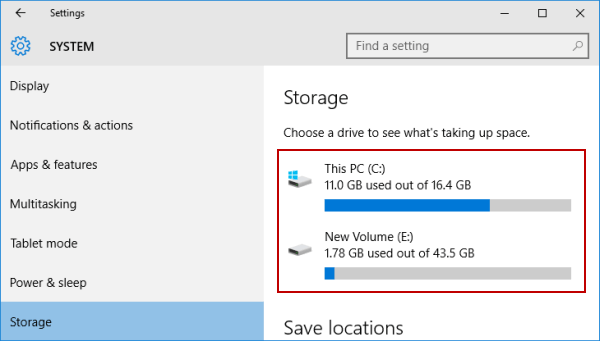 Settings
SYSTEM
Find a setting
Display
Notifications & actions
Apps & features
Multitasking
Tablet mode
Power & sleep
Storage
Storage
Choose a drive to see what's taking up space.
This PC (C:)
11.0 GB used out of 16.4 GB
New Volume (E:)
1.78 GB used out of 43.5 GB
Save locations